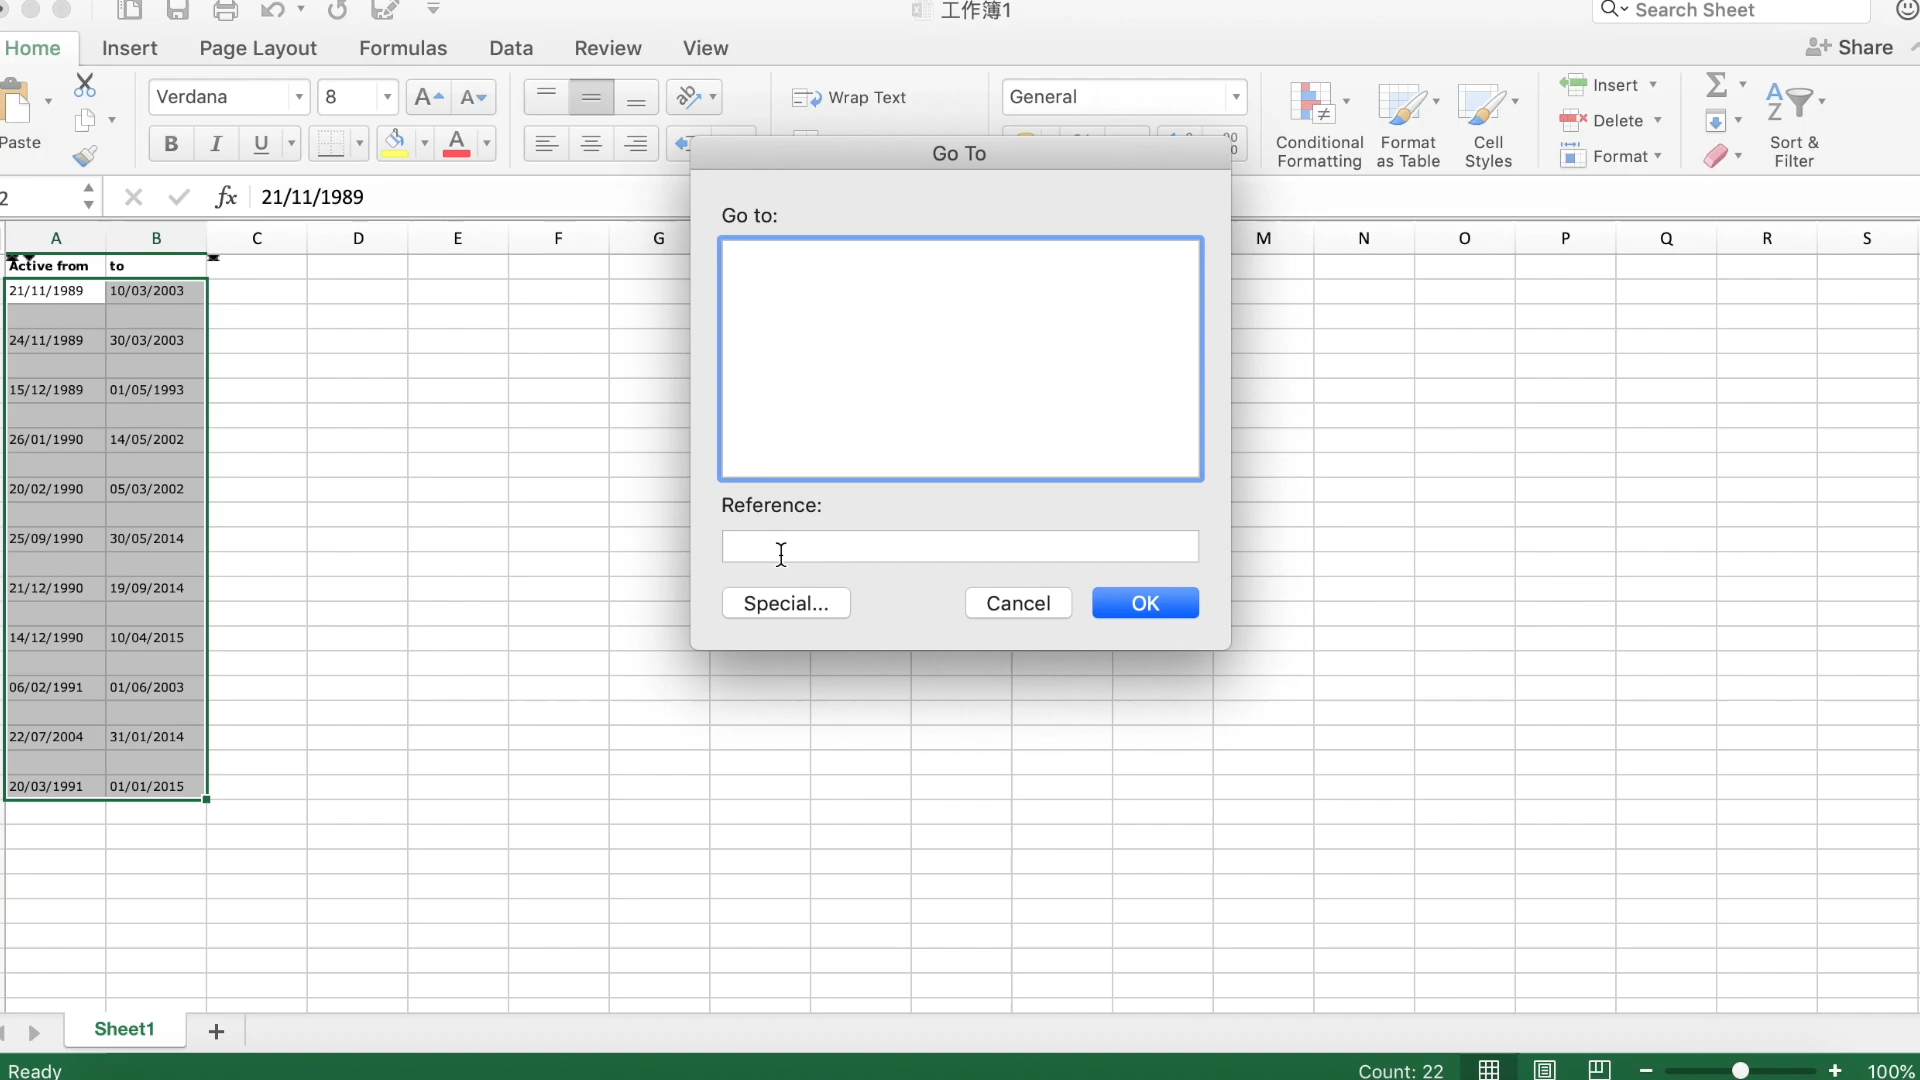 工作簿1
Search Sheet
Home Insert Page Layout Formulas Data Review View Share
Paste
Verdana 8 A A Wrap Text General
B I U A
Conditional Formatting
Format as Table
Cell Styles
Insert
Delete
Format
Sort & Filter
2 fx 21/11/1989
A B C D E F G M N O P Q R S
Active from to
21/11/1989 10/03/2003
24/11/1989 30/03/2003
15/12/1989 01/05/1993
26/01/1990 14/05/2002
20/02/1990 05/03/2002
25/09/1990 30/05/2014
21/12/1990 19/09/2014
14/12/1990 10/04/2015
06/02/1991 01/06/2003
22/07/2004 31/01/2014
20/03/1991 01/01/2015
Go To
Go to:
Reference:
Special... Cancel OK
Sheet1
Ready Count: 22 100%